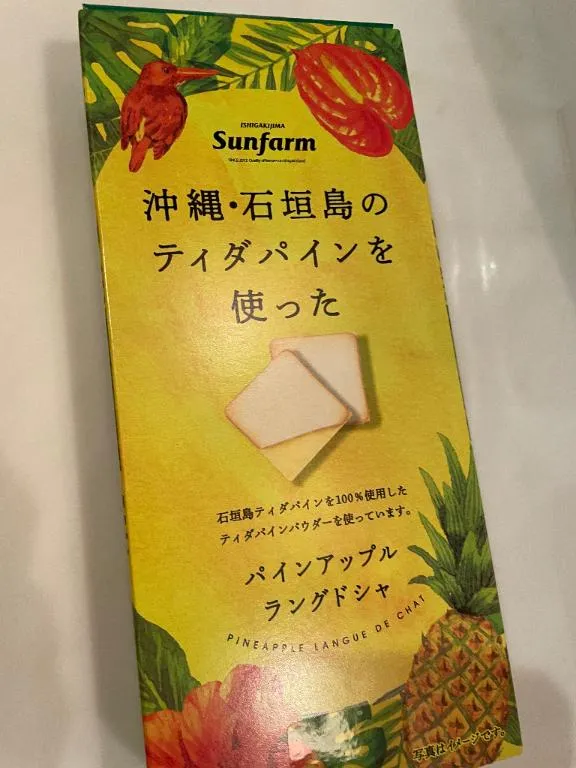 ISHIGAKIJIMA
Sunfarm
沖縄・石垣島の
ティダパインを
使った
石垣島ティダパインを100%使用した
ティダパインパウダーを使っています。
パインアップル
ラングドシャ
PINEAPPLE LANGUE DE CHAT
写真はイメージです。